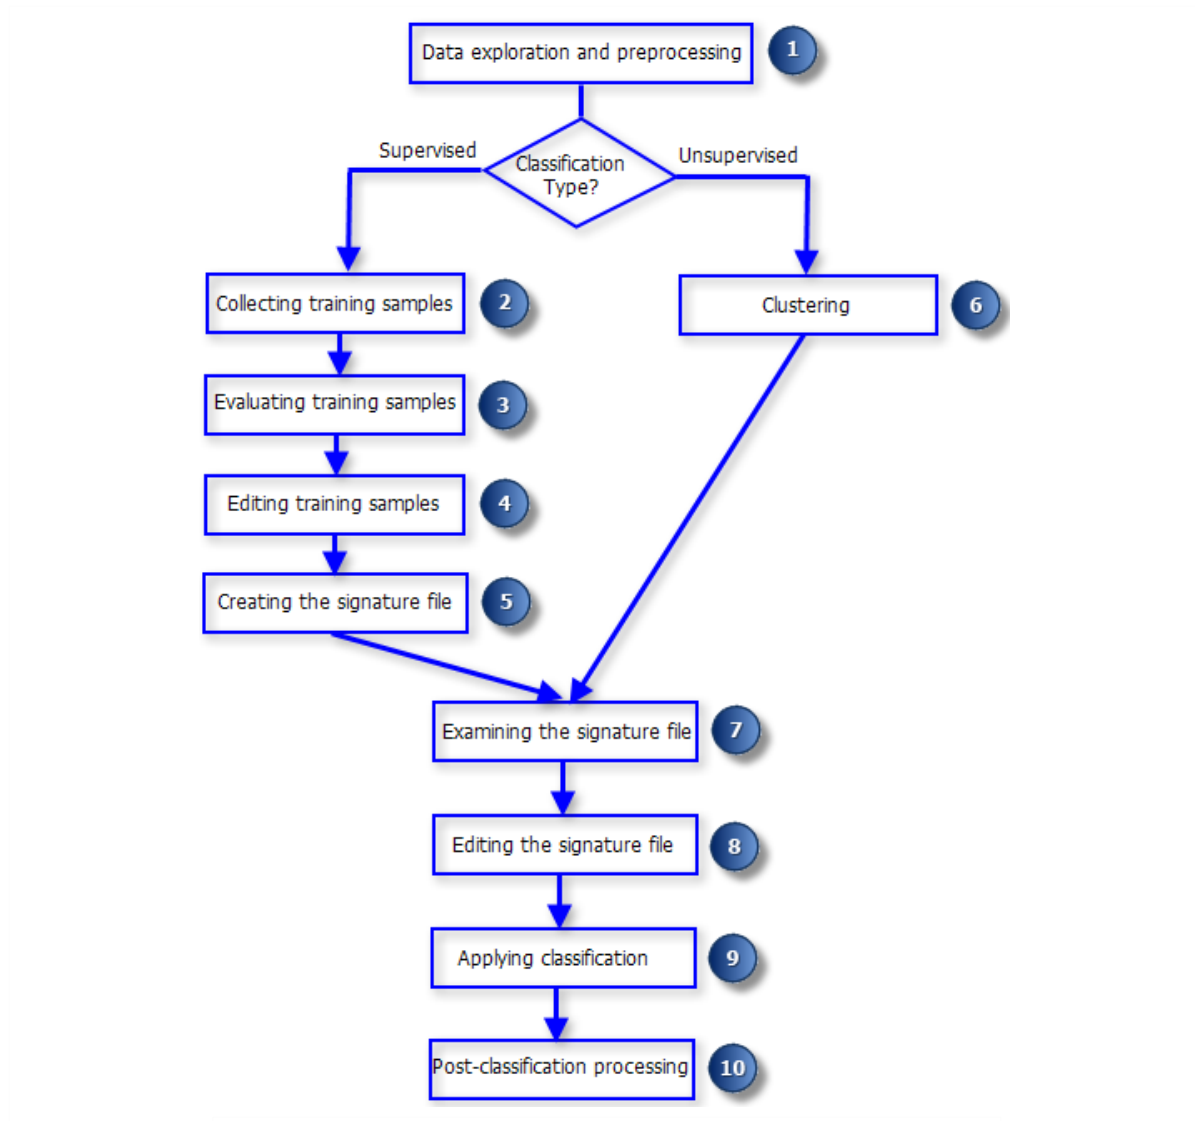 Data exploration and preprocessing
1
Supervised
Classification
Type?
Unsupervised
Collecting training samples
2
Clustering
6
Evaluating training samples
3
Editing training samples
4
Creating the signature file
5
Examining the signature file
7
Editing the signature file
8
Applying classification
9
Post-classification processing
10